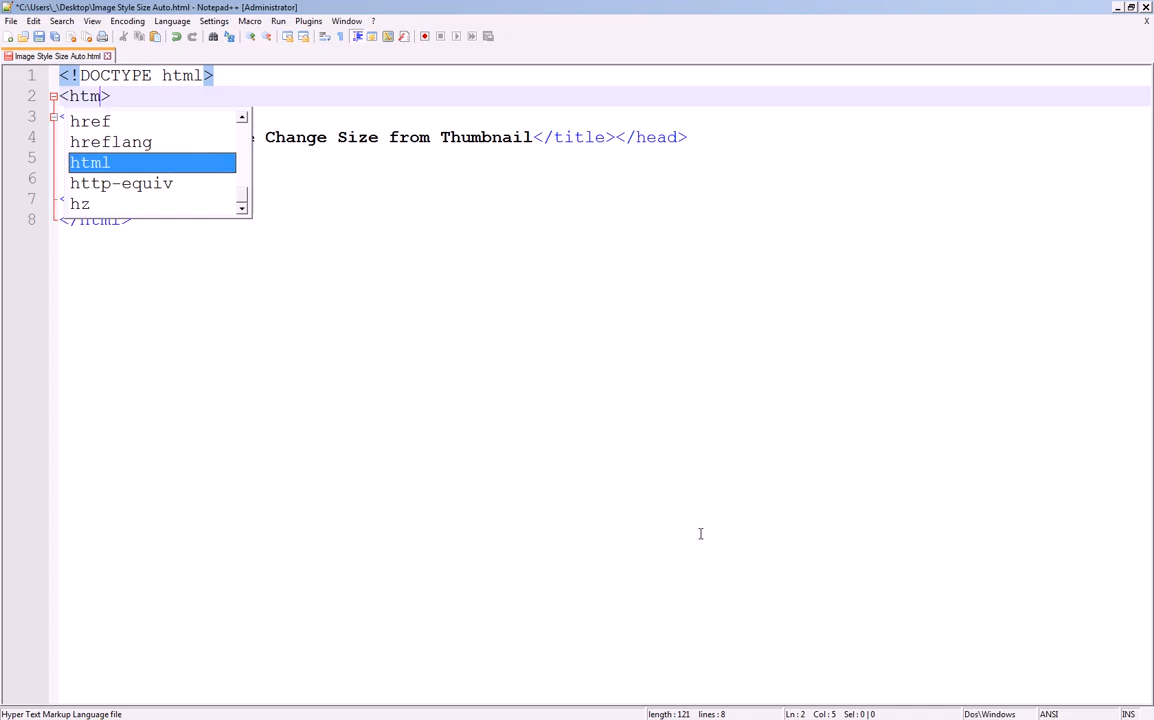 *C:\Users\_\Desktop\Image Style Size Auto.html - Notepad++ [Administrator]
File Edit Search View Encoding Language Settings Macro Run Plugins Window ? X
Image Style Size Auto.html
1 <!DOCTYPE html>
2 <htm>
3 <
href
4 Change Size from Thumbnail</title></head>
hreflang
5
html
6
http-equiv
7 <
hz
8 </html>
Hyper Text Markup Language file length : 121 lines : 8 Ln : 2 Col : 5 Sel : 0 | 0 Dos\Windows ANSI INS